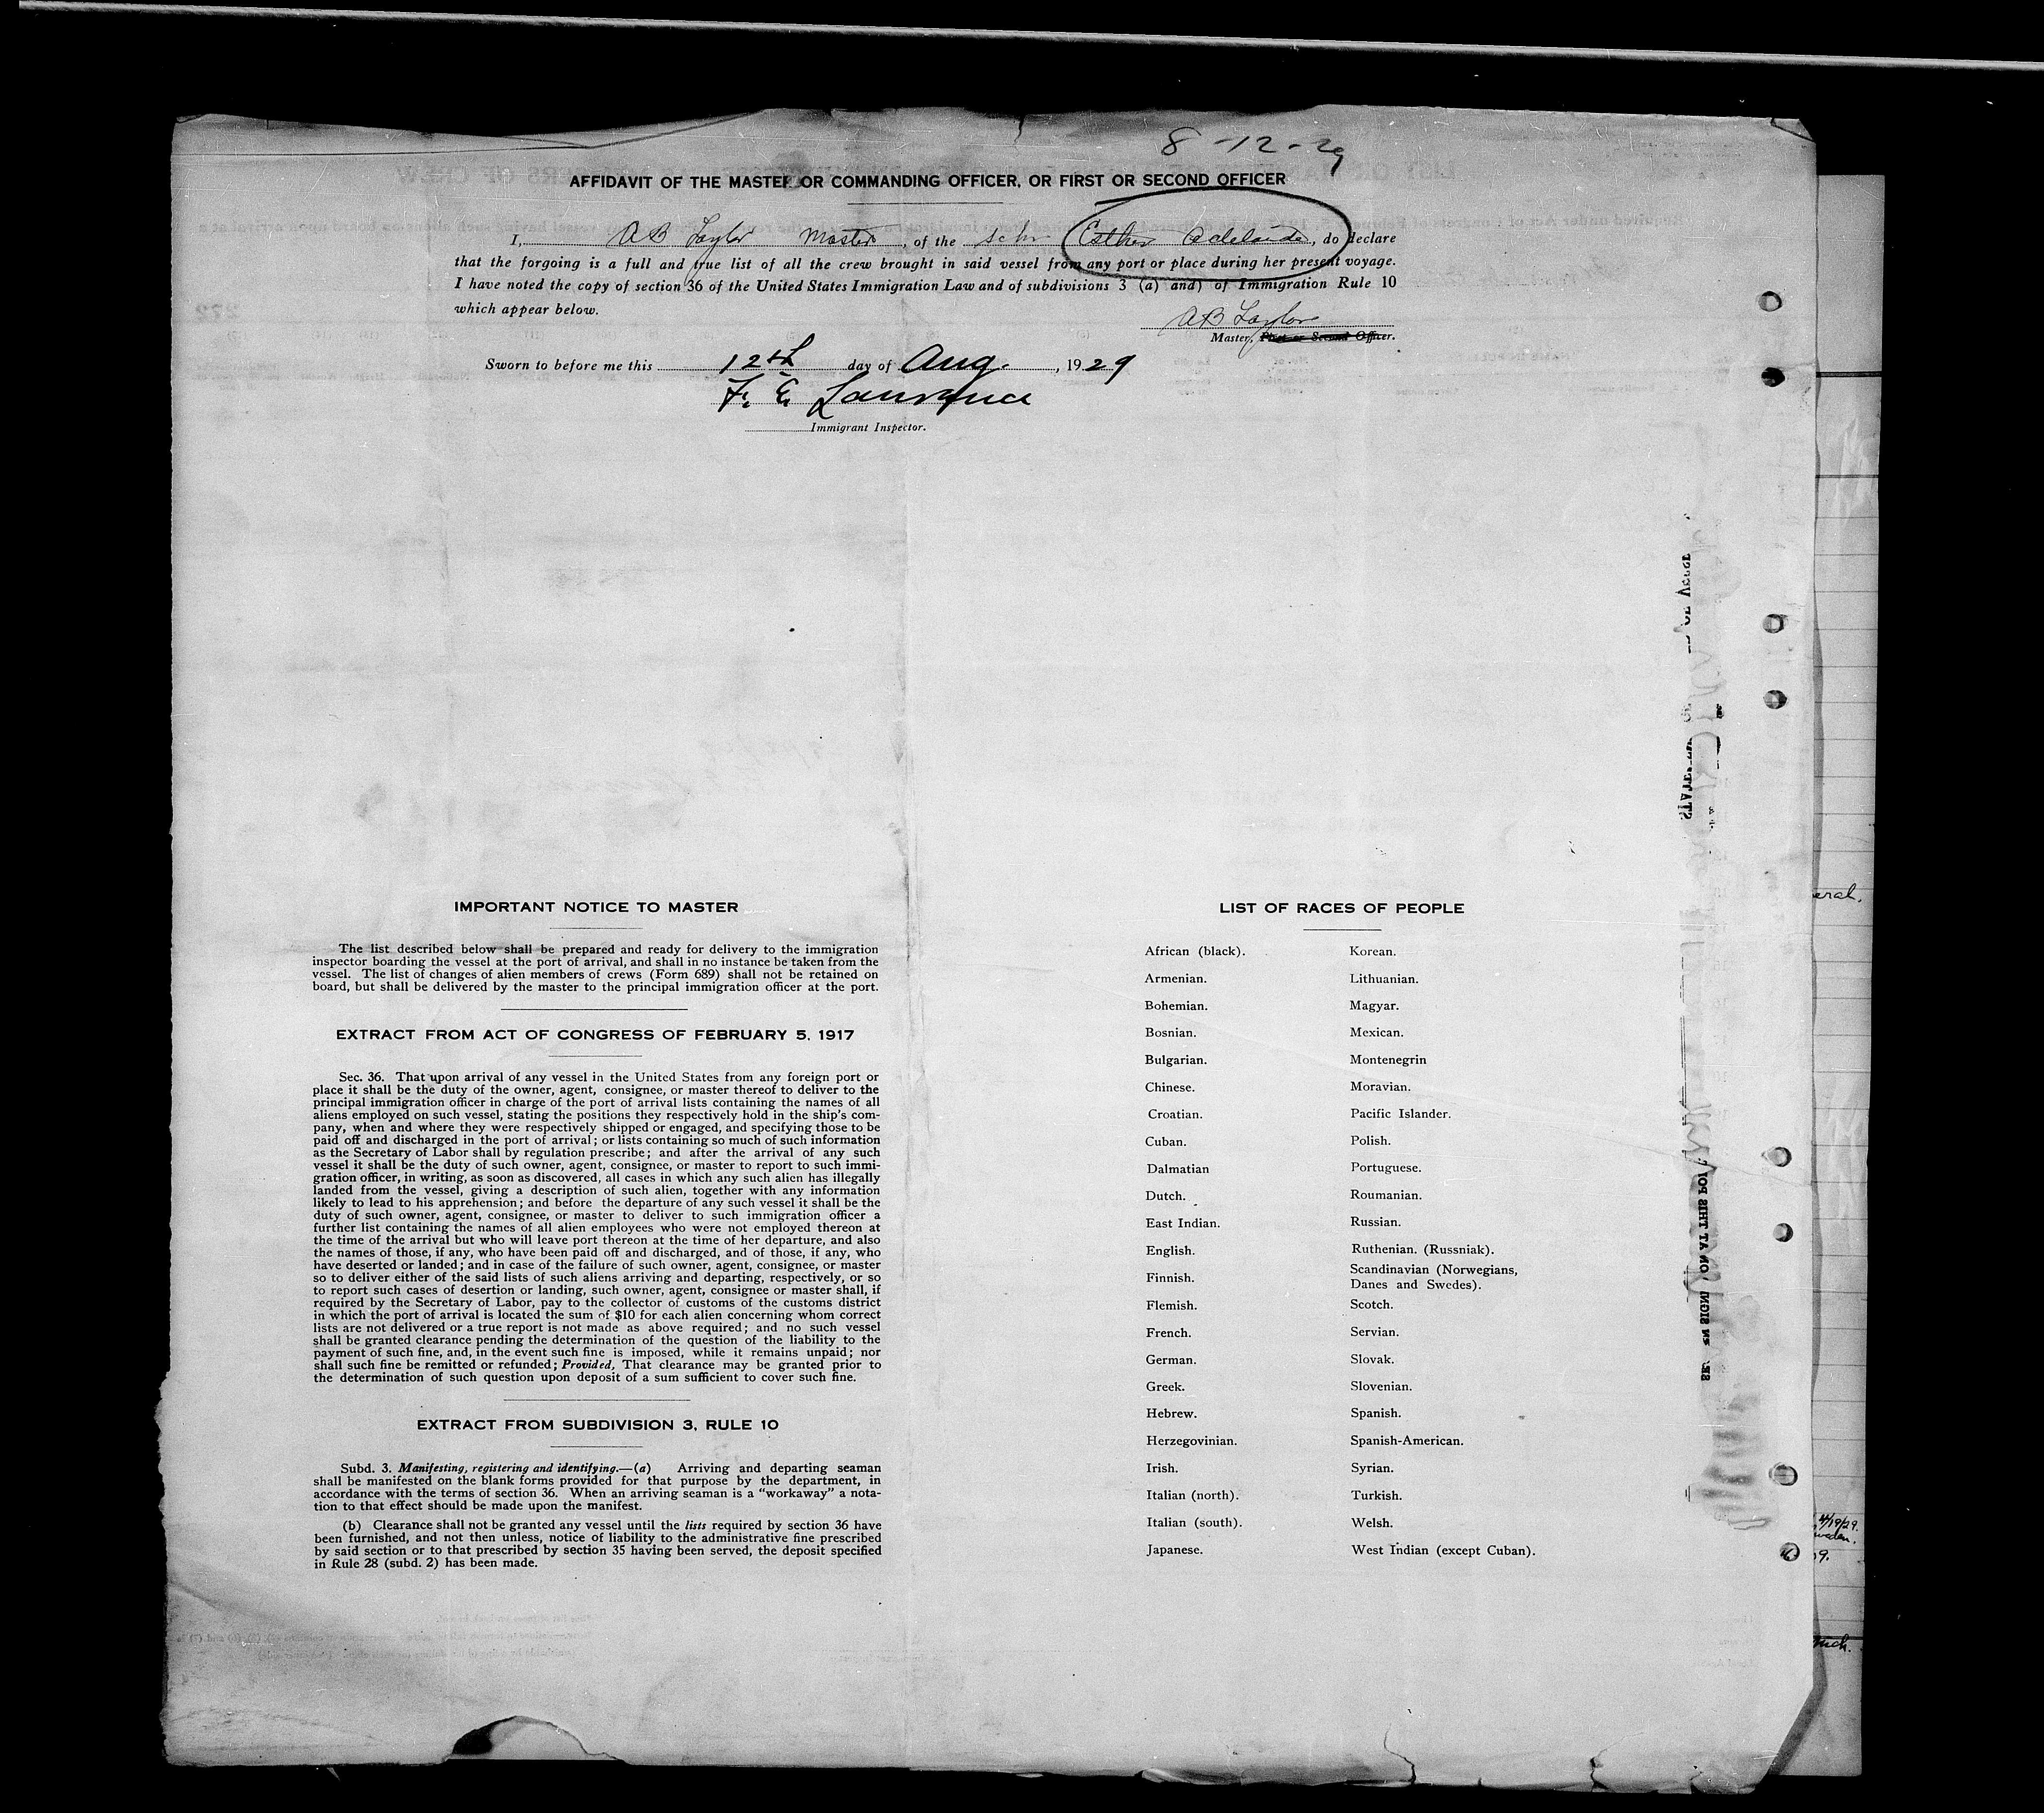 8-12-29
AFFIDAVIT OF THE MASTER OR COMMANDING OFFICER, OR FIRST OR SECOND OFFICER
I, A B Taylor Master, of the schr Esther Adelaide, do declare
that the forgoing is a full and true list of all the crew brought in said vessel from any port or place during her present voyage.
I have noted the copy of section 36 of the United States Immigration Law and of subdivisions 3 (a) and) of Immigration Rule 10
which appear below.
A B Taylor
Master, First or Second Officer.
Sworn to before me this 12th day of Aug., 1929
F. E. Lawrence
Immigrant Inspector.
IMPORTANT NOTICE TO MASTER
The list described below shall be prepared and ready for delivery to the immigration
inspector boarding the vessel at the port of arrival, and shall in no instance be taken from the
vessel. The list of changes of alien members of crews (Form 689) shall not be retained on
board, but shall be delivered by the master to the principal immigration officer at the port.
EXTRACT FROM ACT OF CONGRESS OF FEBRUARY 5, 1917
Sec. 36. That upon arrival of any vessel in the United States from any foreign port or
place it shall be the duty of the owner, agent, consignee, or master thereof to deliver to the
principal immigration officer in charge of the port of arrival lists containing the names of all
aliens employed on such vessel, stating the positions they respectively hold in the ship's com-
pany, when and where they were respectively shipped or engaged, and specifying those to be
paid off and discharged in the port of arrival; or lists containing so much of such information
as the Secretary of Labor shall by regulation prescribe; and after the arrival of any such
vessel it shall be the duty of such owner, agent, consignee, or master to report to such immi-
gration officer, in writing, as soon as discovered, all cases in which any such alien has illegally
landed from the vessel, giving a description of such alien, together with any information
likely to lead to his apprehension; and before the departure of any such vessel it shall be the
duty of such owner, agent, consignee, or master to deliver to such immigration officer a
further list containing the names of all alien employees who were not employed thereon at
the time of the arrival but who will leave port thereon at the time of her departure, and also
the names of those, if any, who have been paid off and discharged, and of those, if any, who
have deserted or landed; and in case of the failure of such owner, agent, consignee, or master
so to deliver either of the said lists of such aliens arriving and departing, respectively, or so
to report such cases of desertion or landing, such owner, agent, consignee or master shall, if
required by the Secretary of Labor, pay to the collector of customs of the customs district
in which the port of arrival is located the sum of $10 for each alien concerning whom correct
lists are not delivered or a true report is not made as above required; and no such vessel
shall be granted clearance pending the determination of the question of the liability to the
payment of such fine, and, in the event such fine is imposed, while it remains unpaid; nor
shall such fine be remitted or refunded; Provided, That clearance may be granted prior to
the determination of such question upon deposit of a sum sufficient to cover such fine.
EXTRACT FROM SUBDIVISION 3, RULE 10
Subd. 3. Manifesting, registering and identifying.—(a) Arriving and departing seaman
shall be manifested on the blank forms provided for that purpose by the department, in
accordance with the terms of section 36. When an arriving seaman is a "workaway" a nota-
tion to that effect should be made upon the manifest.
(b) Clearance shall not be granted any vessel until the lists required by section 36 have
been furnished, and not then unless, notice of liability to the administrative fine prescribed
by said section or to that prescribed by section 35 having been served, the deposit specified
in Rule 28 (subd. 2) has been made.
LIST OF RACES OF PEOPLE
African (black). Korean.
Armenian. Lithuanian.
Bohemian. Magyar.
Bosnian. Mexican.
Bulgarian. Montenegrin
Chinese. Moravian.
Croatian. Pacific Islander.
Cuban. Polish.
Dalmatian Portuguese.
Dutch. Roumanian.
East Indian. Russian.
English. Ruthenian. (Russniak).
Finnish. Scandinavian (Norwegians,
Danes and Swedes).
Flemish. Scotch.
French. Servian.
German. Slovak.
Greek. Slovenian.
Hebrew. Spanish.
Herzegovinian. Spanish-American.
Irish. Syrian.
Italian (north). Turkish.
Italian (south). Welsh.
Japanese. West Indian (except Cuban).
4/19/29.